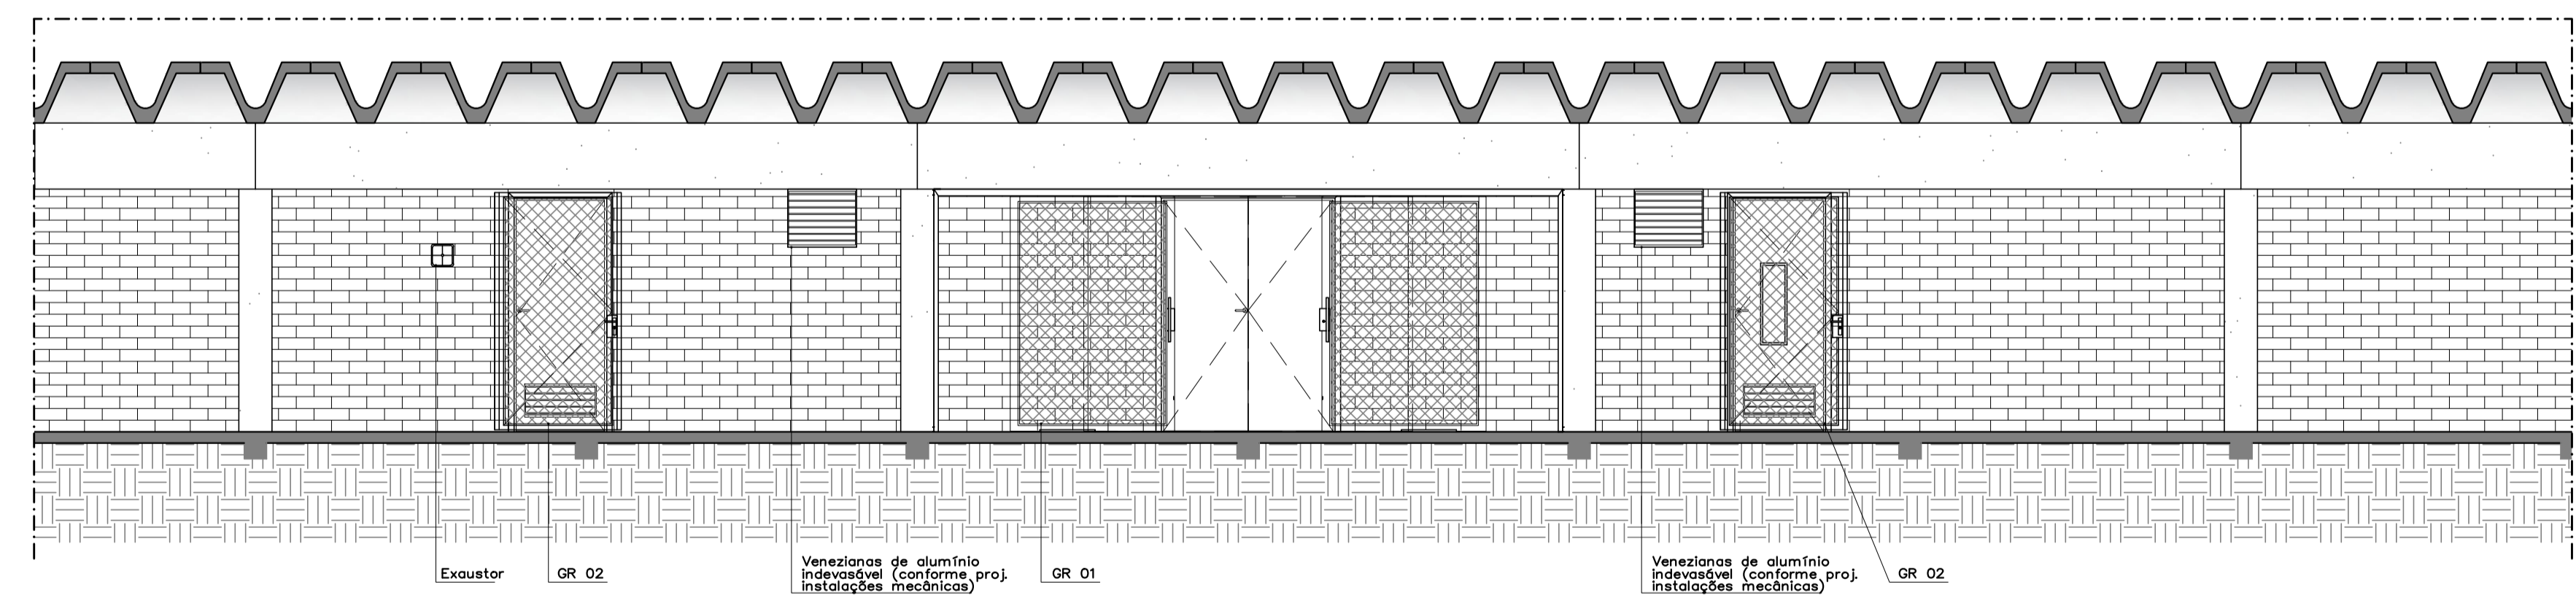 Exaustor
GR 02
Venezianas de alumínio
indevasável (conforme proj.
instalações mecânicas)
GR 01
Venezianas de alumínio
indevasável (conforme proj.
instalações mecânicas)
GR 02